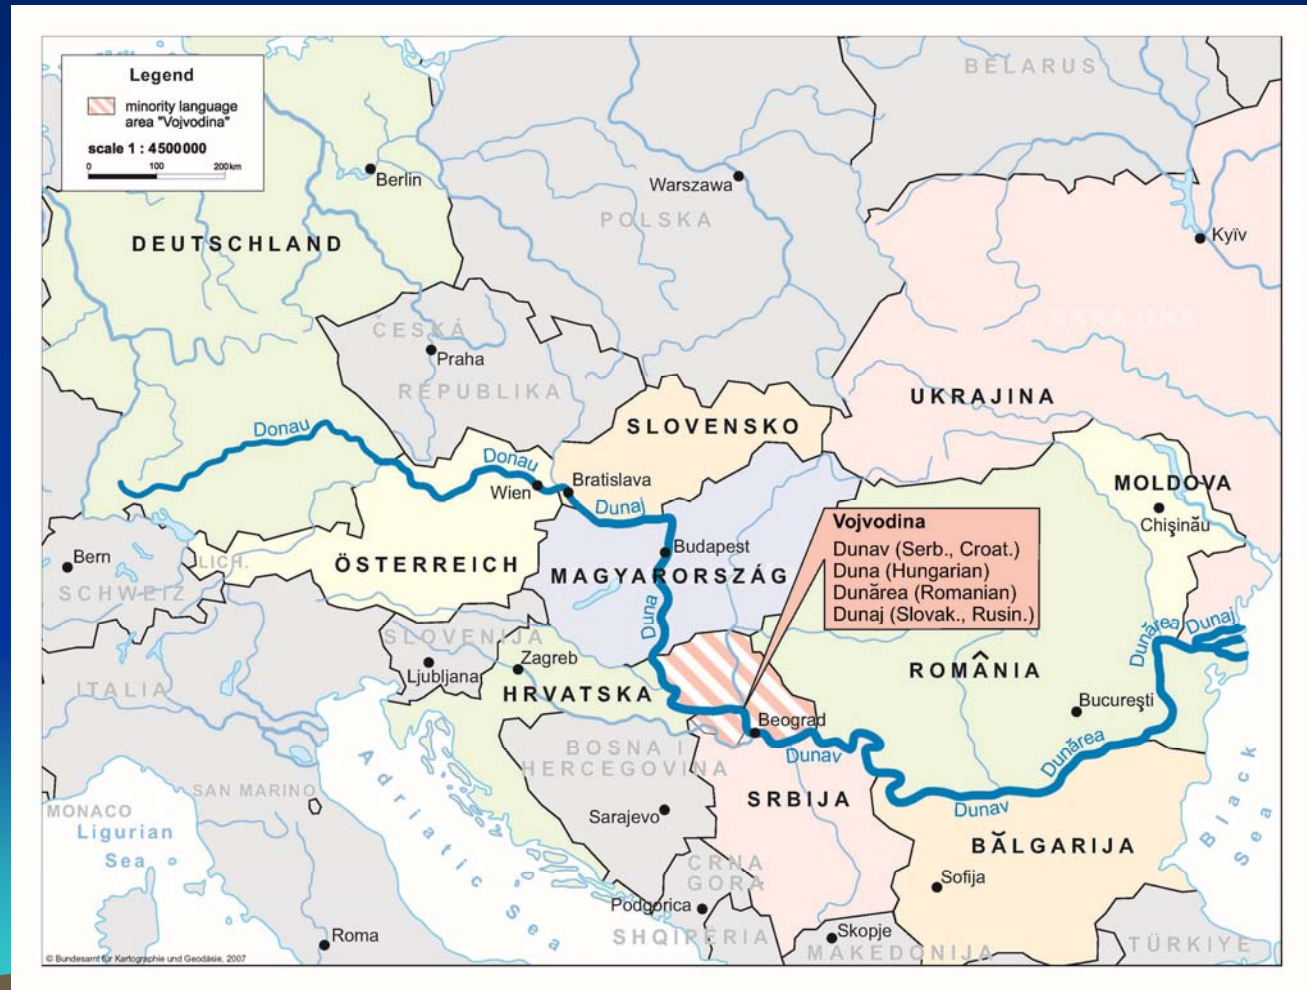 Legend
minority language
area "Vojvodina"
scale 1 : 4500000
0 100 200km
BELARUS
Berlin
Warszawa
POLSKA
DEUTSCHLAND
Kyïv
UKRAJINA
ČESKÁ
Praha
REPUBLIKA
UKRAJINA
SLOVENSKO
Donau
Donau
Wien
Bratislava
Dunaj
MOLDOVA
Chişinău
Vojvodina
Dunav (Serb., Croat.)
Duna (Hungarian)
Dunărea (Romanian)
Dunaj (Slovak., Rusin.)
Bern
SCHWEIZ
LICH.
ÖSTERREICH
Budapest
MAGYARORSZÁG
Duna
SLOVENIJA
Ljubljana
Zagreb
HRVATSKA
Dunărea
Dunaj
ROMÂNIA
Bucureşti
ITALIA
Beograd
Dunav
Dunărea
Dunav
BOSNA I
HERCEGOVINA
SAN MARINO
MONACO
Ligurian
Sea
Adriatic Sea
Sarajevo
SRBIJA
BĂLGARIJA
Sofija
Black
Sea
CRNA
GORA
Podgorica
SHQIPERIA
Skopje
MAKEDONIJA
TÜRKIYE
Roma
© Bundesamt für Kartographie und Geodäsie, 2007